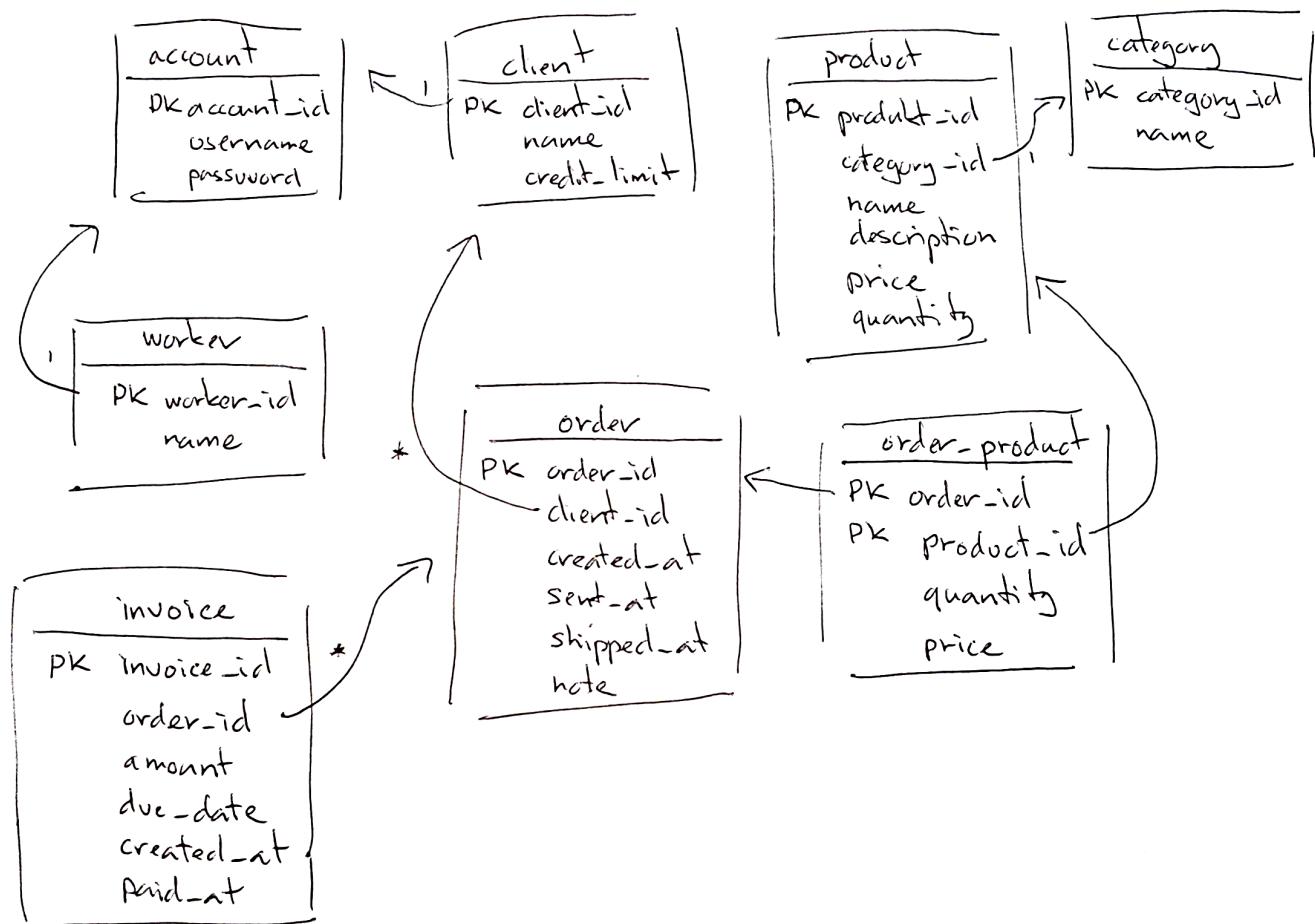 account
PK account_id
username
password
1
client
PK client_id
name
credit_limit
product
PK produkt_id
category_id
name
description
price
quantity
1
category
PK category_id
name
1
worker
PK worker_id
name
*
order
PK order_id
client_id
created_at
sent_at
shipped_at
note
order_product
PK order_id
PK product_id
quantity
price
invoice
PK invoice_id
order_id
amount
due_date
created_at
paid_at
*